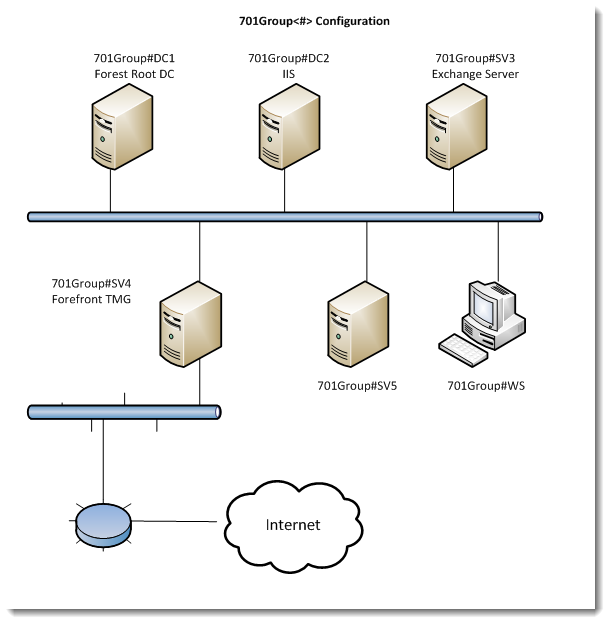 701Group<#> Configuration
701Group#DC1
Forest Root DC
701Group#DC2
IIS
701Group#SV3
Exchange Server
701Group#SV4
Forefront TMG
701Group#SV5
701Group#WS
Internet